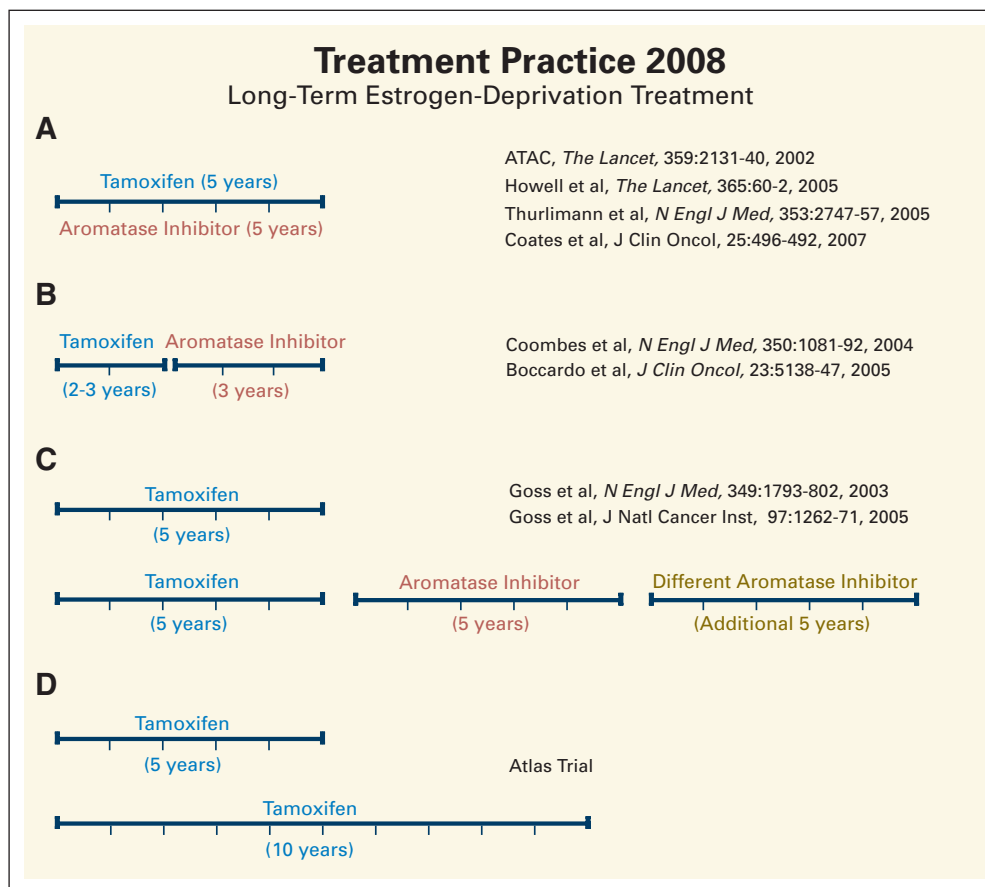 Treatment Practice 2008
Long-Term Estrogen-Deprivation Treatment
A
Tamoxifen (5 years)
Aromatase Inhibitor (5 years)
ATAC, The Lancet, 359:2131-40, 2002
Howell et al, The Lancet, 365:60-2, 2005
Thurlimann et al, N Engl J Med, 353:2747-57, 2005
Coates et al, J Clin Oncol, 25:496-492, 2007
B
Tamoxifen
(2-3 years)
Aromatase Inhibitor
(3 years)
Coombes et al, N Engl J Med, 350:1081-92, 2004
Boccardo et al, J Clin Oncol, 23:5138-47, 2005
C
Tamoxifen
(5 years)
Goss et al, N Engl J Med, 349:1793-802, 2003
Goss et al, J Natl Cancer Inst, 97:1262-71, 2005
Tamoxifen
(5 years)
Aromatase Inhibitor
(5 years)
Different Aromatase Inhibitor
(Additional 5 years)
D
Tamoxifen
(5 years)
Atlas Trial
Tamoxifen
(10 years)